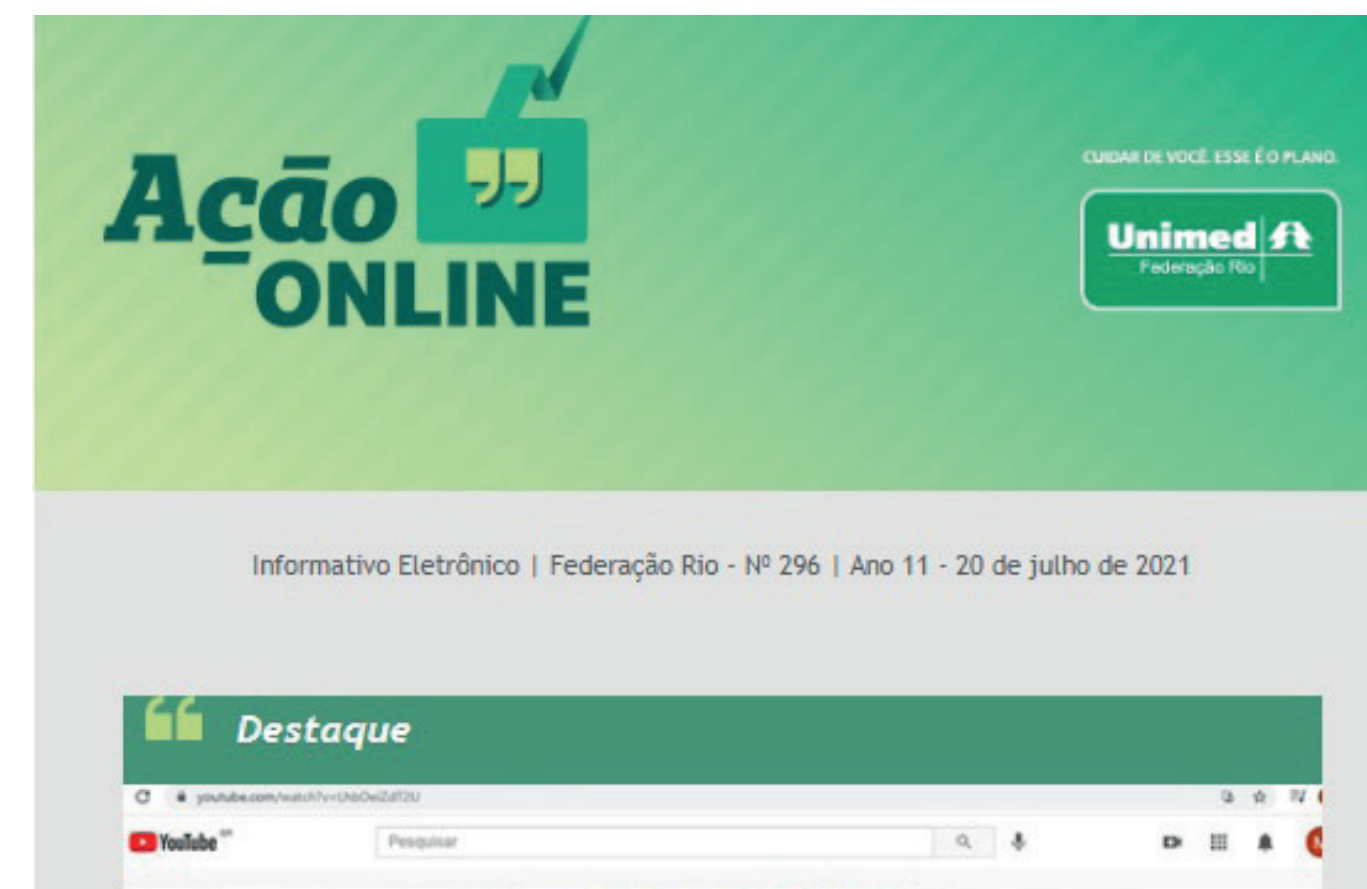 Ação
ONLINE
CUIDAR DE VOCÊ. ESSE É O PLANO.
Unimed
Federação Rio
Informativo Eletrônico | Federação Rio - Nº 296 | Ano 11 - 20 de julho de 2021
Destaque
YouTube BR
Pesquisar